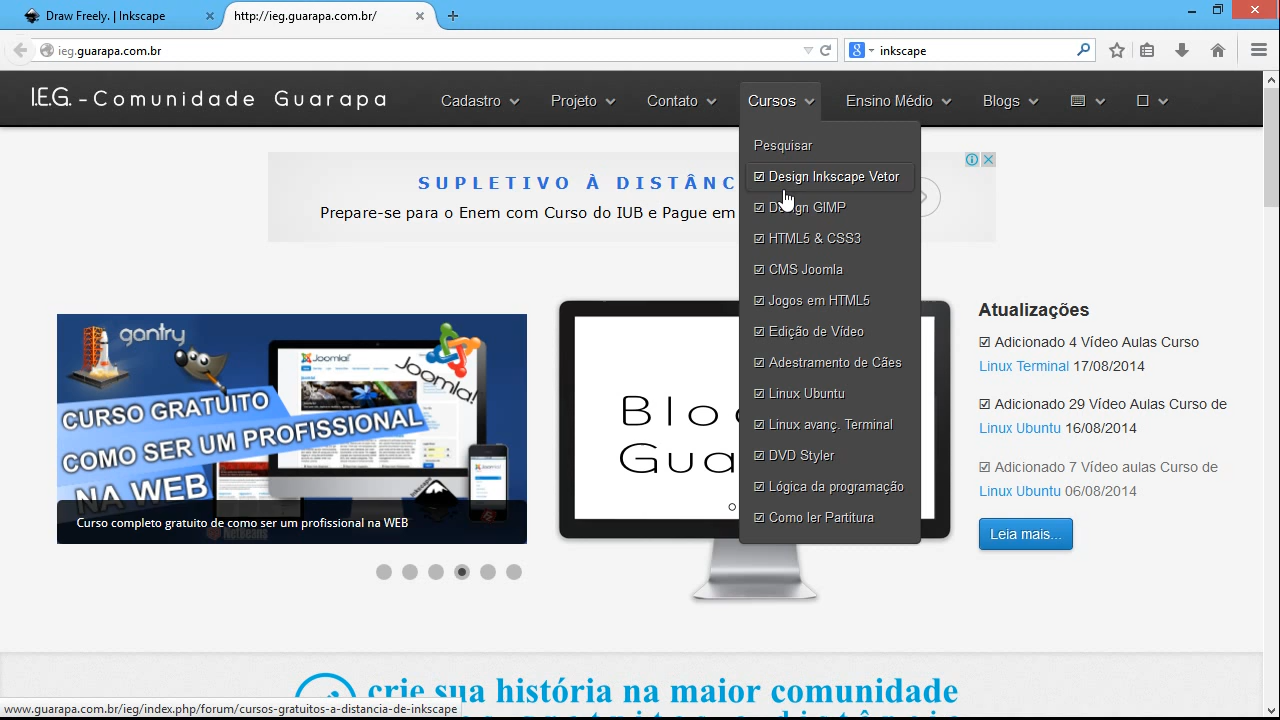 Draw Freely. | Inkscape
http://ieg.guarapa.com.br/
ieg.guarapa.com.br
inkscape
I.E.G. - Comunidade Guarapa
Cadastro
Projeto
Contato
Cursos
Ensino Médio
Blogs
Pesquisar
Design Inkscape Vetor
Design GIMP
HTML5 & CSS3
CMS Joomla
Jogos em HTML5
Edição de Vídeo
Adestramento de Cães
Linux Ubuntu
Linux avanç. Terminal
DVD Styler
Lógica da programação
Como ler Partitura
SUPLETIVO À DISTÂNC
Prepare-se para o Enem com Curso do IUB e Pague em
gantry
Joomla!
Joomla!
CURSO GRATUITO
COMO SER UM PROFISSIONAL
NA WEB
NetBeans
Curso completo gratuito de como ser um profissional na WEB
Blo
Gua
Atualizações
Adicionado 4 Vídeo Aulas Curso
Linux Terminal 17/08/2014
Adicionado 29 Vídeo Aulas Curso de
Linux Ubuntu 16/08/2014
Adicionado 7 Vídeo aulas Curso de
Linux Ubuntu 06/08/2014
Leia mais...
crie sua história na maior comunidade
www.guarapa.com.br/ieg/index.php/forum/cursos-gratuitos-a-distancia-de-inkscape